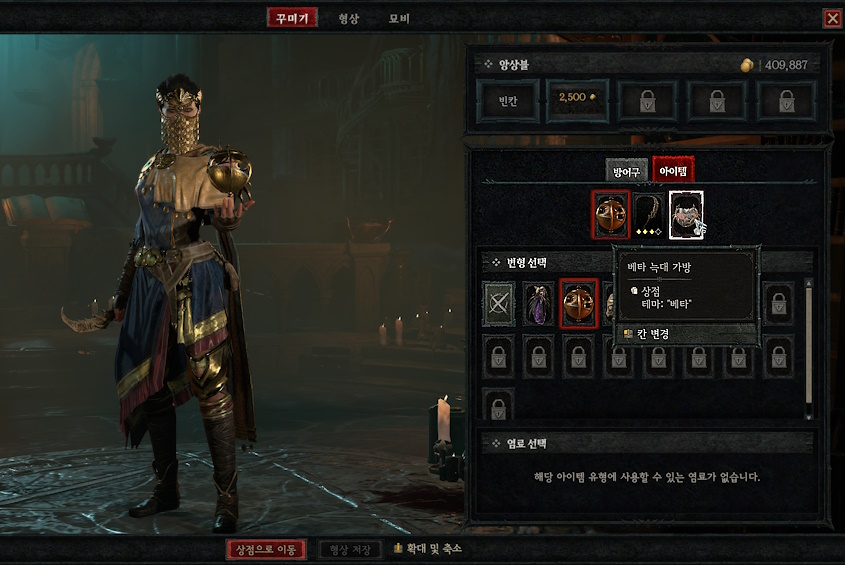 꾸미기 형상 묘비
앙상블
409,887
빈칸
2,500
방어구 아이템
변형 선택
베타 늑대 가방
상점
테마: "베타"
칸 변경
염료 선택
해당 아이템 유형에 사용할 수 있는 염료가 없습니다.
상점으로 이동 형상 저장 확대 및 축소